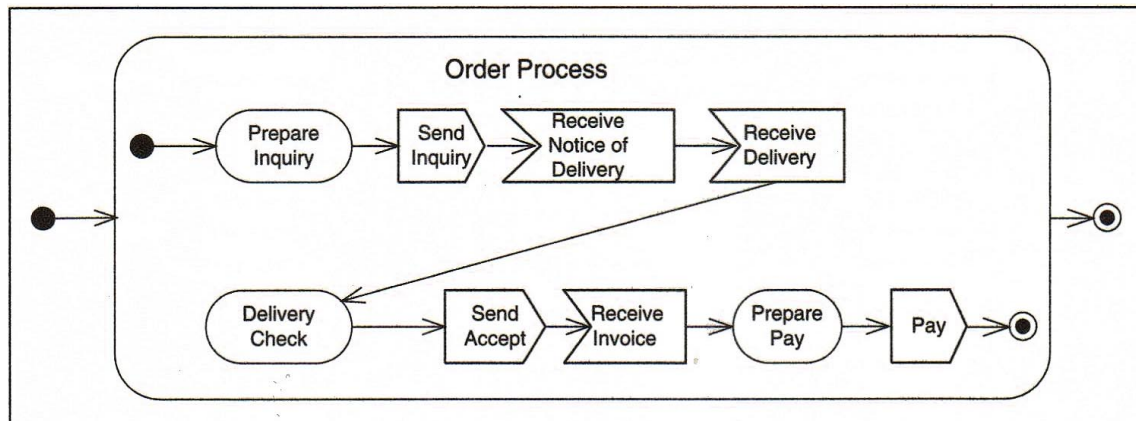 Order Process
Prepare
Inquiry
Send
Inquiry
Receive
Notice of
Delivery
Receive
Delivery
Delivery
Check
Send
Accept
Receive
Invoice
Prepare
Pay
Pay